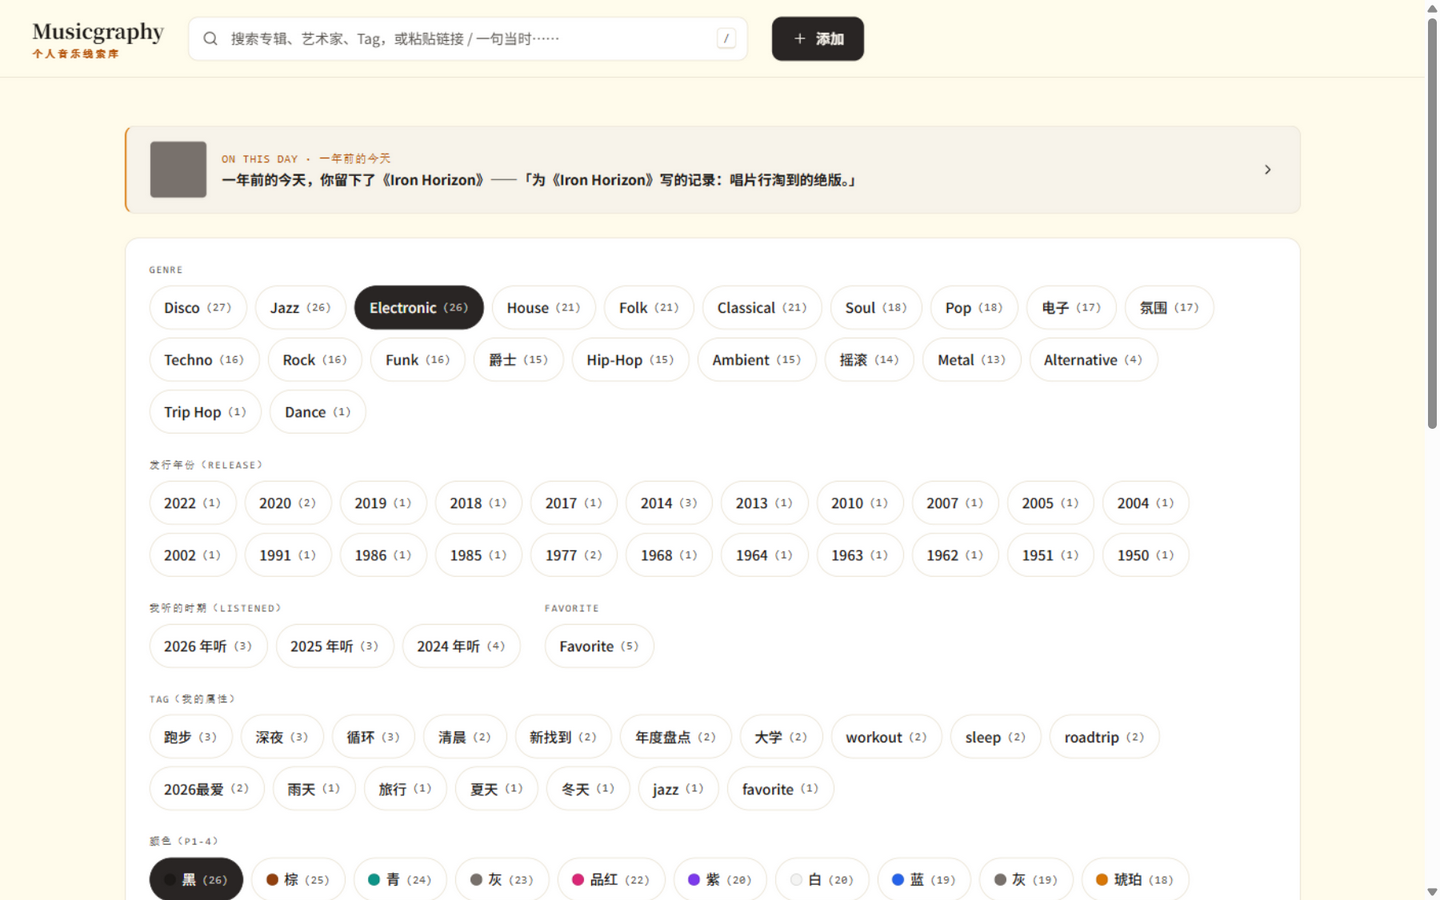 Musicgraphy
个人音乐线索库
搜索专辑、艺术家、Tag，或粘贴链接 / 一句当时……
/
+ 添加
ON THIS DAY · 一年前的今天
一年前的今天，你留下了《Iron Horizon》——「为《Iron Horizon》写的记录：唱片行淘到的绝版。」
GENRE
Disco (27) Jazz (26) Electronic (26) House (21) Folk (21) Classical (21) Soul (18) Pop (18) 电子 (17) 氛围 (17)
Techno (16) Rock (16) Funk (16) 爵士 (15) Hip-Hop (15) Ambient (15) 摇滚 (14) Metal (13) Alternative (4)
Trip Hop (1) Dance (1)
发行年份（RELEASE）
2022 (1) 2020 (2) 2019 (1) 2018 (1) 2017 (1) 2014 (3) 2013 (1) 2010 (1) 2007 (1) 2005 (1) 2004 (1)
2002 (1) 1991 (1) 1986 (1) 1985 (1) 1977 (2) 1968 (1) 1964 (1) 1963 (1) 1962 (1) 1951 (1) 1950 (1)
我听的时期（LISTENED） FAVORITE
2026 年听 (3) 2025 年听 (3) 2024 年听 (4) Favorite (5)
TAG（我的属性）
跑步 (3) 深夜 (3) 循环 (3) 清晨 (2) 新找到 (2) 年度盘点 (2) 大学 (2) workout (2) sleep (2) roadtrip (2)
2026最爱 (2) 雨天 (1) 旅行 (1) 夏天 (1) 冬天 (1) jazz (1) favorite (1)
颜色（P1-4）
黑 (26) 棕 (25) 青 (24) 灰 (23) 品红 (22) 紫 (20) 白 (20) 蓝 (19) 灰 (19) 琥珀 (18)